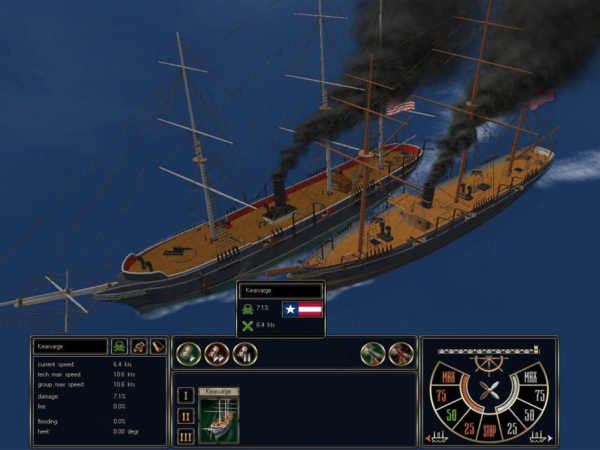 Kearsarge
7.1%
6.4 kts
Kearsarge
current speed: 6.4 kts
tech max speed: 10.6 kts
group max speed: 10.6 kts
damage: 7.1%
fire: 0.0%
flooding: 0.0%
heel: 0.00 degs
I
II
III
Kearsarge
MAX
75
50
25
STOP
25
50
75
MAX